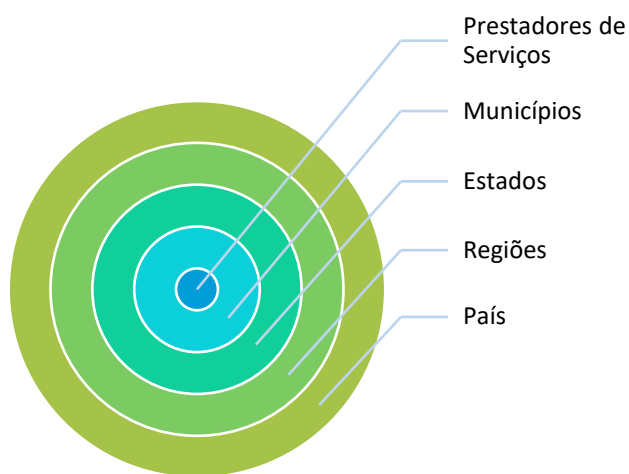 Prestadores de
Serviços
Municípios
Estados
Regiões
País